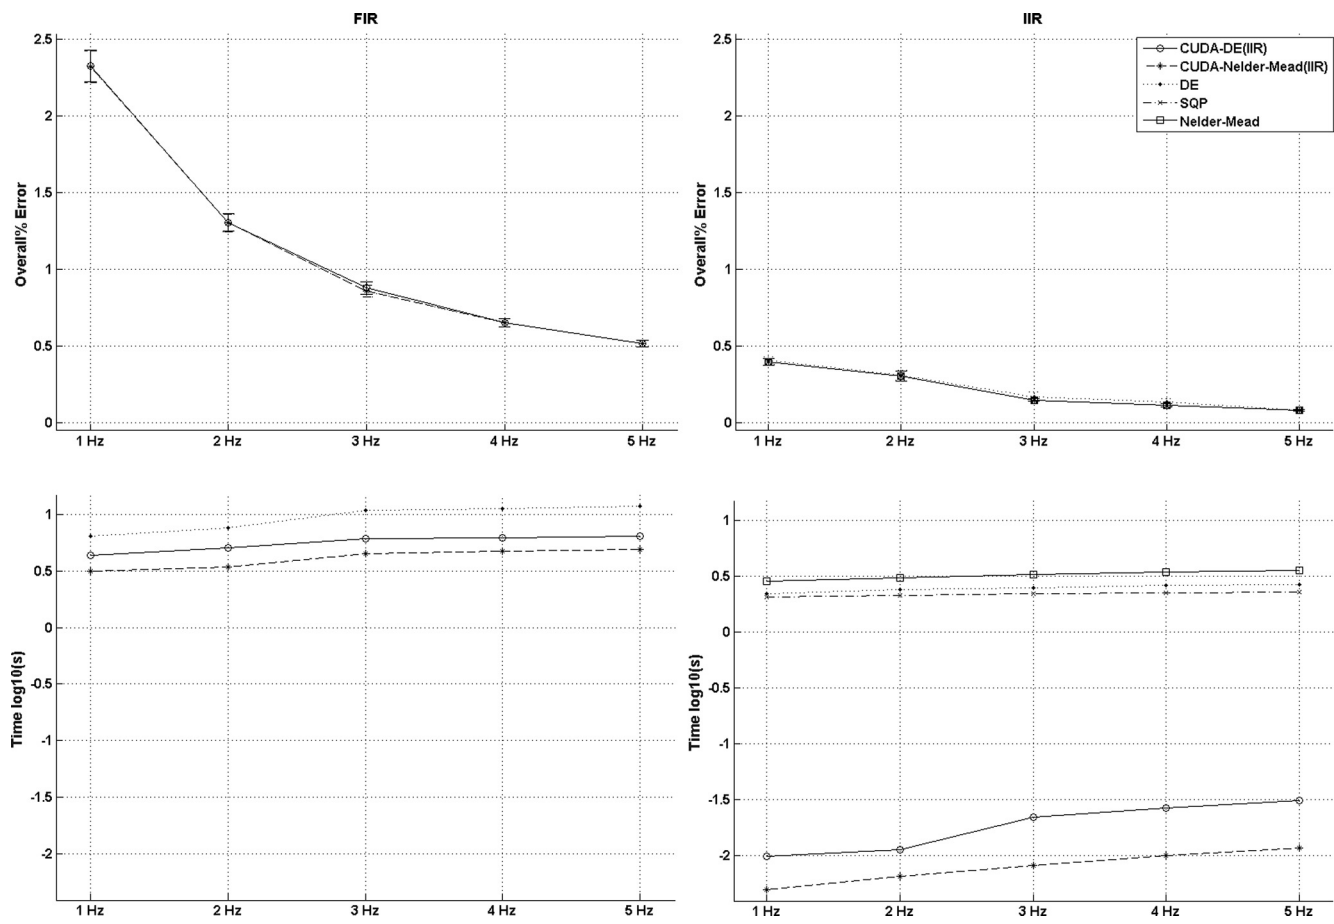 FIR
2.5
2
1.5
1
0.5
0
Overall% Error
1 Hz 2 Hz 3 Hz 4 Hz 5 Hz
IIR
2.5
2
1.5
1
0.5
0
Overall% Error
1 Hz 2 Hz 3 Hz 4 Hz 5 Hz
CUDA-DE(IIR)
CUDA-Nelder-Mead(IIR)
DE
SQP
Nelder-Mead
1
0.5
0
-0.5
-1
-1.5
-2
Time log10(s)
1 Hz 2 Hz 3 Hz 4 Hz 5 Hz
1
0.5
0
-0.5
-1
-1.5
-2
Time log10(s)
1 Hz 2 Hz 3 Hz 4 Hz 5 Hz